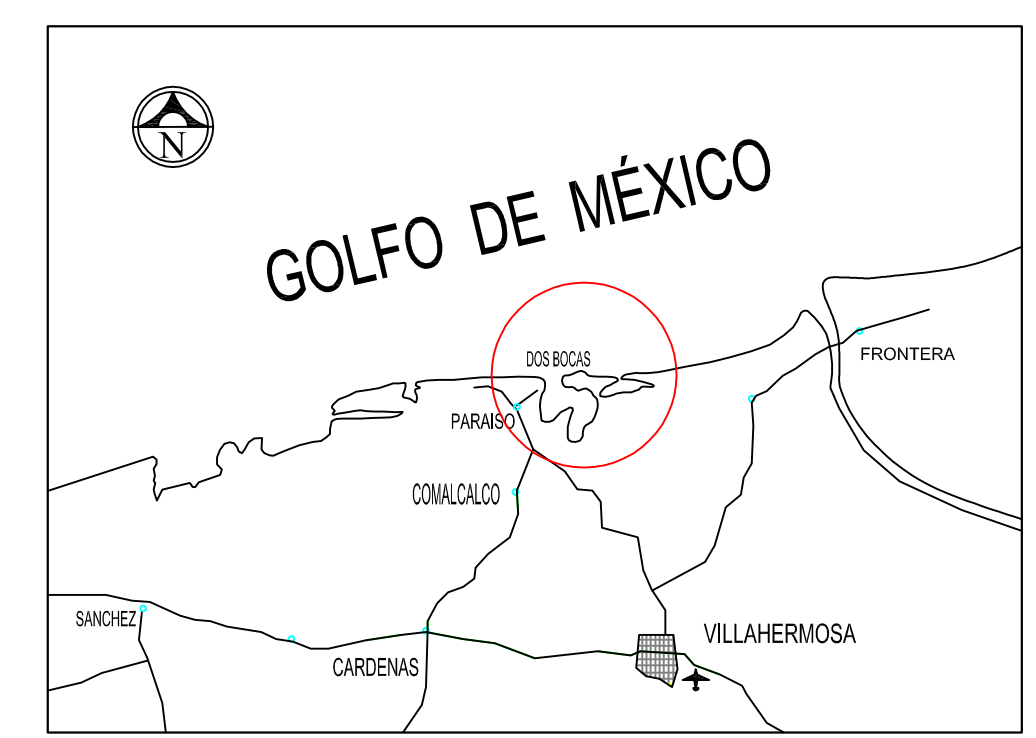 N
GOLFO DE MÉXICO
DOS BOCAS
FRONTERA
PARAISO
COMALCALCO
SANCHEZ
VILLAHERMOSA
CARDENAS